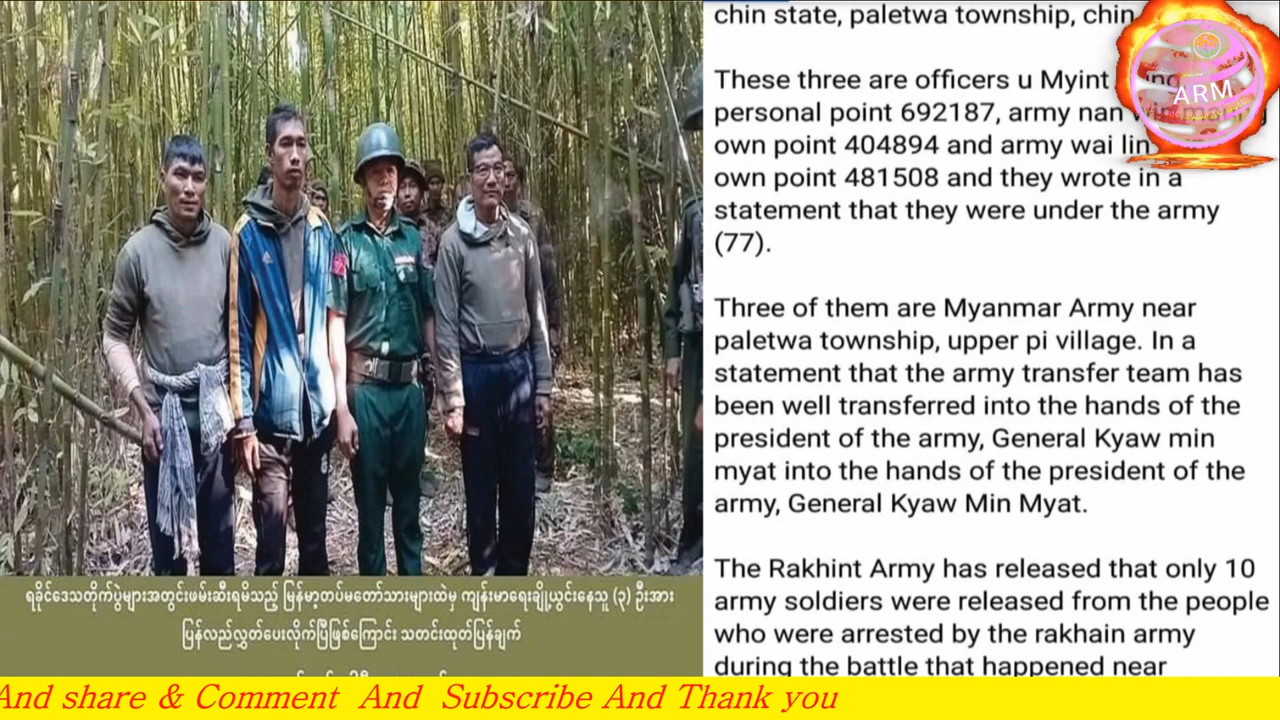 ရခိုင်ဒေသတိုက်ပွဲများအတွင်းဖမ်းဆီးရမိသည့် မြန်မာ့တပ်မတော်သားများထဲမှ ကျန်းမာရေးချို့ယွင်းနေသူ (၃) ဦးအား
ပြန်လည်လွှတ်ပေးလိုက်ပြီဖြစ်ကြောင်း သတင်းထုတ်ပြန်ချက်
chin state, paletwa township, chin
These three are officers u Myint
personal point 692187, army nan
own point 404894 and army wai lin
own point 481508 and they wrote in a
statement that they were under the army
(77).
Three of them are Myanmar Army near
paletwa township, upper pi village. In a
statement that the army transfer team has
been well transferred into the hands of the
president of the army, General Kyaw min
myat into the hands of the president of the
army, General Kyaw Min Myat.
The Rakhint Army has released that only 10
army soldiers were released from the people
who were arrested by the rakhain army
during the battle that happened near
ARM
And share & Comment And Subscribe And Thank you